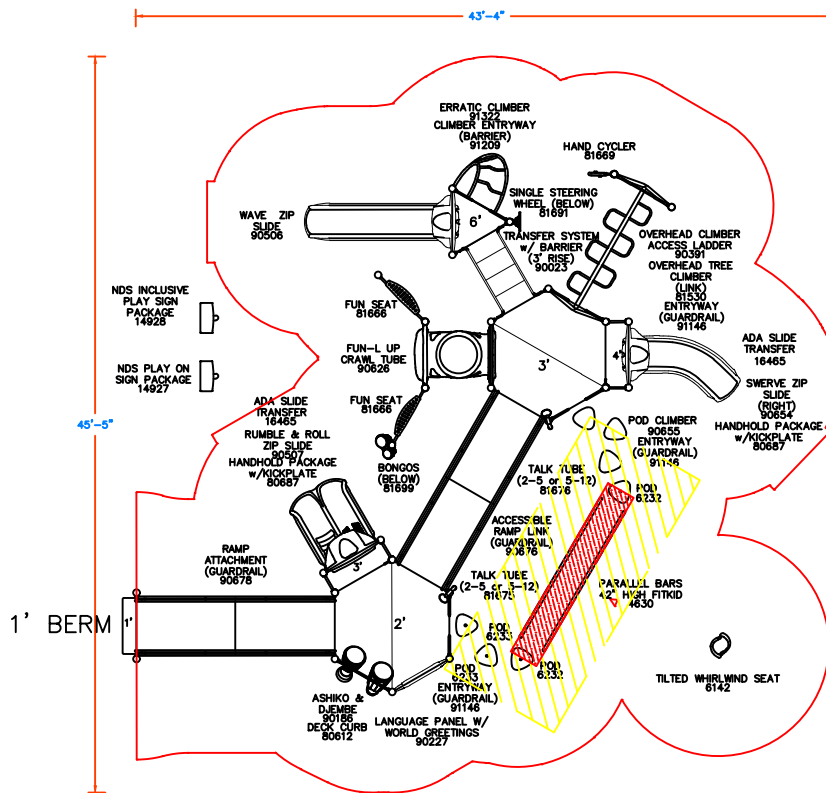 43'-4"
45'-5"
ERRATIC CLIMBER
91322
CLIMBER ENTRYWAY
(BARRIER)
91209
HAND CYCLER
81669
SINGLE STEERING
WHEEL (BELOW)
81691
WAVE ZIP
SLIDE
90506
6'
TRANSFER SYSTEM
w/ BARRIER
(3' RISE)
90023
OVERHEAD CLIMBER
ACCESS LADDER
90391
OVERHEAD TREE
CLIMBER
(LINK)
81530
ENTRYWAY
(GUARDRAIL)
91146
NDS INCLUSIVE
PLAY SIGN
PACKAGE
14928
FUN SEAT
81666
FUN-L UP
CRAWL TUBE
90626
3'
4'
ADA SLIDE
TRANSFER
16465
NDS PLAY ON
SIGN PACKAGE
14927
SWERVE ZIP
SLIDE
(RIGHT)
90654
HANDHOLD PACKAGE
w/KICKPLATE
80687
ADA SLIDE
TRANSFER
16465
RUMBLE & ROLL
ZIP SLIDE
90507
HANDHOLD PACKAGE
w/KICKPLATE
80687
FUN SEAT
81666
BONGOS
(BELOW)
81699
POD CLIMBER
90655
ENTRYWAY
(GUARDRAIL)
91146
TALK TUBE
(2-5 or 5-12)
81676
POD
6232
ACCESSIBLE
RAMP LINK
(GUARDRAIL)
90676
RAMP
ATTACHMENT
(GUARDRAIL)
90678
3'
TALK TUBE
(2-5 or 5-12)
81675
PARALLEL BARS
42" HIGH FITKID
4630
1' BERM
1'
2'
POD
6233
POD
6233
POD
6232
ENTRYWAY
(GUARDRAIL)
91146
TILTED WHIRLWIND SEAT
6142
ASHIKO &
DJEMBE
90186
DECK CURB
80612
LANGUAGE PANEL W/
WORLD GREETINGS
90227